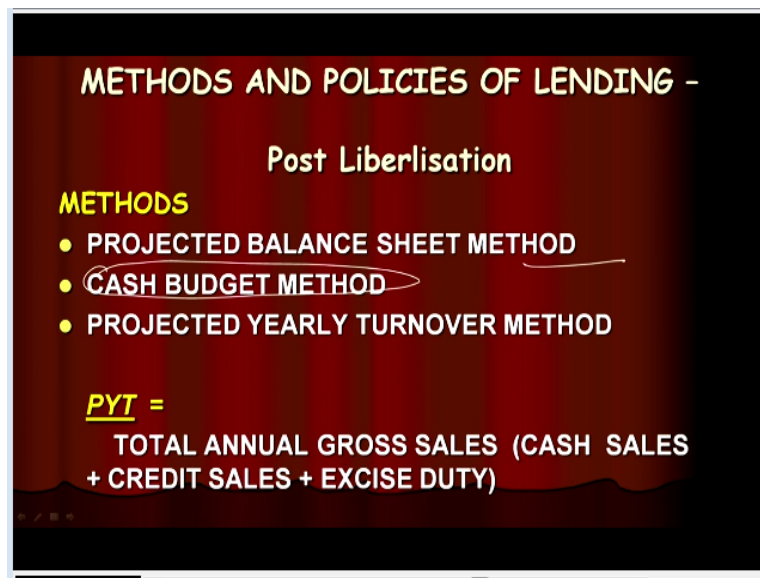 METHODS AND POLICIES OF LENDING -
Post Liberlisation
METHODS
• PROJECTED BALANCE SHEET METHOD
• CASH BUDGET METHOD
• PROJECTED YEARLY TURNOVER METHOD
PYT =
TOTAL ANNUAL GROSS SALES (CASH SALES
+ CREDIT SALES + EXCISE DUTY)